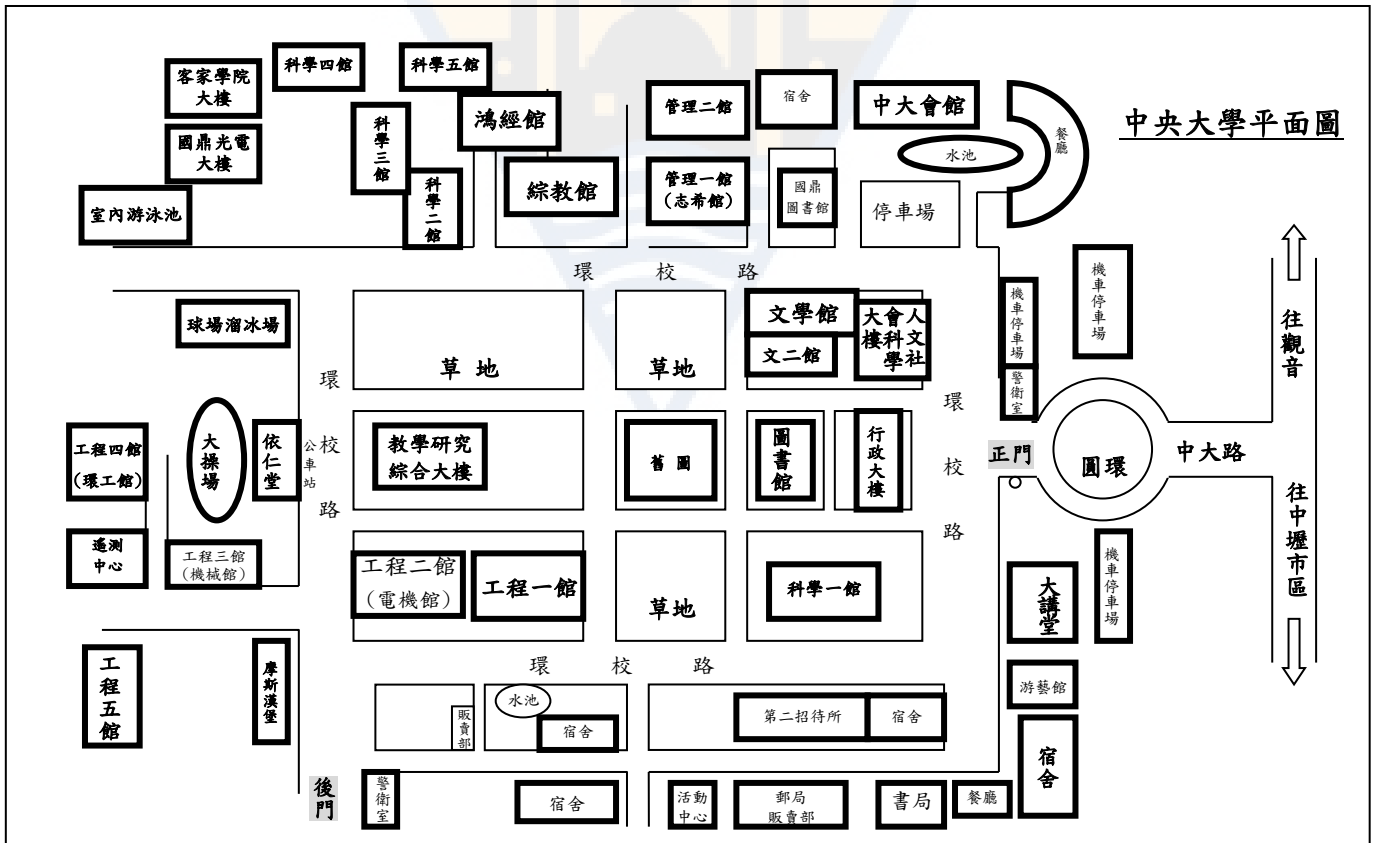 中央大學平面圖
客家學院
大樓
科學四館
科學五館
國鼎光電
大樓
科學三館
鴻經館
管理二館
宿舍
中大會館
餐廳
水池
室內游泳池
科學二館
綜教館
管理一館
(志希館)
國鼎
圖書館
停車場
環校路
機車停車場
機車停車場
往觀音
球場溜冰場
草地
草地
文學館
文二館
人文社
會科學
大樓
環校路
環校路
警衛室
工程四館
(環工館)
大操場
依仁堂
公車站
教學研究
綜合大樓
舊圖
圖書館
行政大樓
正門
圓環
中大路
往中壢市區
遙測
中心
工程三館
(機械館)
工程二館
(電機館)
工程一館
草地
科學一館
大講堂
機車停車場
環校路
工程五館
摩斯漢堡
販賣部
水池
宿舍
第二招待所
宿舍
游藝館
宿舍
後門
警衛室
宿舍
活動
中心
郵局
販賣部
書局
餐廳